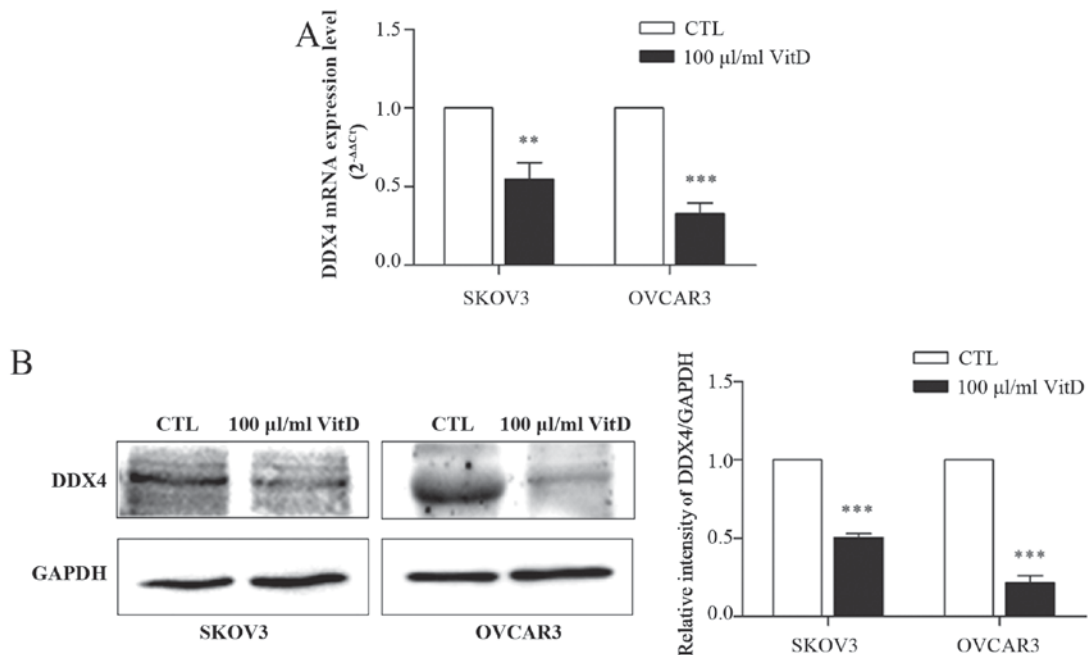 A
DDX4 mRNA expression level
(2-ΔΔCt)
1.5
1.0
0.5
0.0
CTL
100 µl/ml VitD
**
***
SKOV3
OVCAR3
B
CTL
100 µl/ml VitD
CTL
100 µl/ml VitD
DDX4
GAPDH
SKOV3
OVCAR3
Relative intensity of DDX4/GAPDH
1.5
1.0
0.5
0.0
CTL
100 µl/ml VitD
***
***
SKOV3
OVCAR3